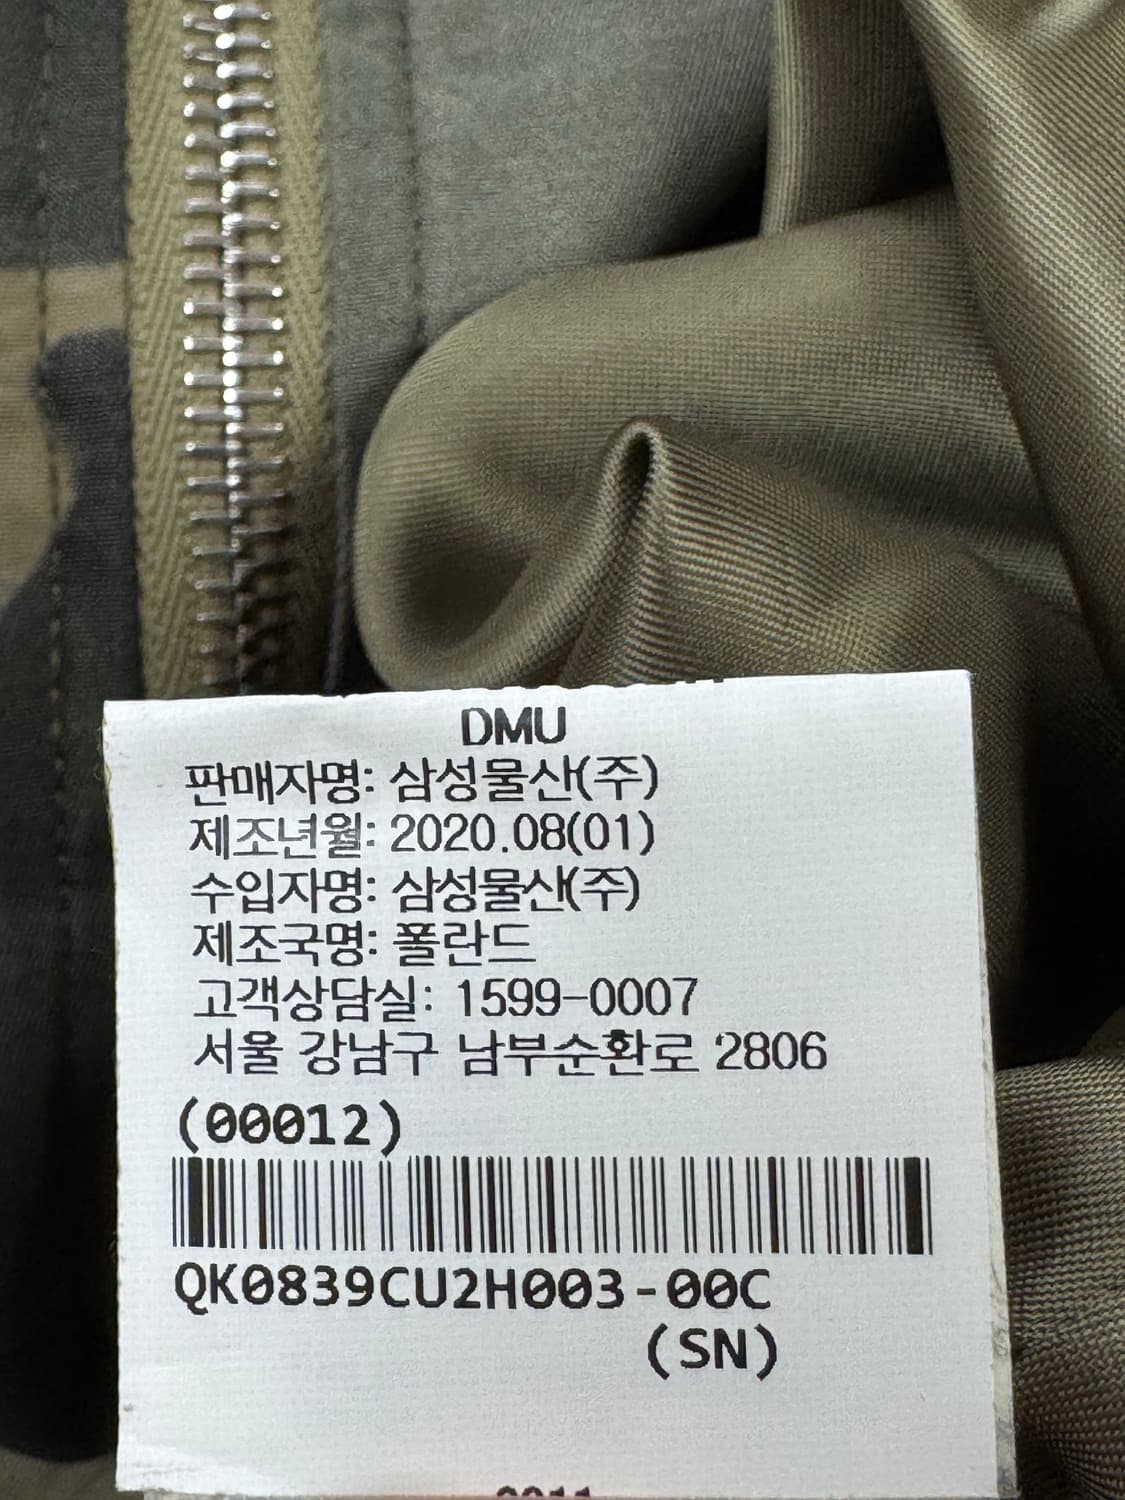 DMU
판매자명: 삼성물산(주)
제조년월: 2020.08(01)
수입자명: 삼성물산(주)
제조국명: 폴란드
고객상담실: 1599-0007
서울 강남구 남부순환로 2806
(00012)
QK0839CU2H003-00C
(SN)